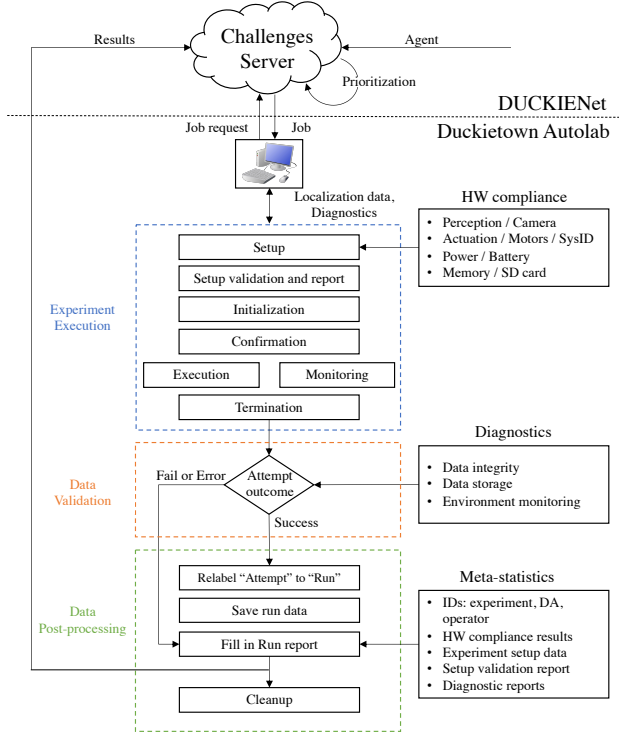 Results
Challenges
Server
Agent
Prioritization
DUCKIENet
Duckietown Autolab
Job request
Job
Localization data,
Diagnostics
HW compliance
• Perception / Camera
• Actuation / Motors / SysID
• Power / Battery
• Memory / SD card
Experiment
Execution
Setup
Setup validation and report
Initialization
Confirmation
Execution
Monitoring
Termination
Diagnostics
• Data integrity
• Data storage
• Environment monitoring
Data
Validation
Fail or Error
Attempt
outcome
Success
Data
Post-processing
Relabel “Attempt” to “Run”
Save run data
Fill in Run report
Cleanup
Meta-statistics
• IDs: experiment, DA,
operator
• HW compliance results
• Experiment setup data
• Setup validation report
• Diagnostic reports